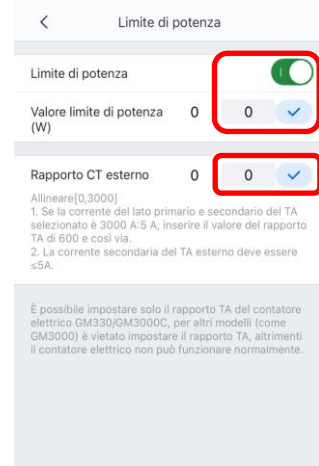 Limite di potenza
Limite di potenza
Valore limite di potenza 0 0
(W)
Rapporto CT esterno 0 0
Allineare[0,3000]
1. Se la corrente del lato primario e secondario del TA
selezionato è 3000 A:5 A, inserire il valore del rapporto
TA di 600 e così via.
2. La corrente secondaria del TA esterno deve essere
≤5A.
È possibile impostare solo il rapporto TA del contatore
elettrico GM330/GM3000C, per altri modelli (come
GM3000) è vietato impostare il rapporto TA, altrimenti
il contatore elettrico non può funzionare normalmente.